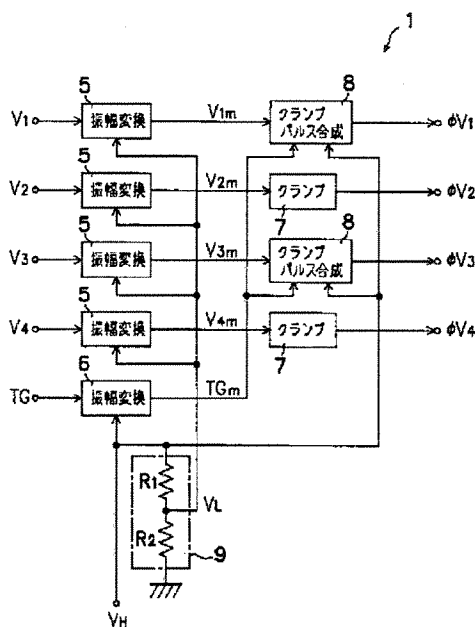 1
5
8
V1
振幅変換
V1m
クランプ
パルス合成
φV1
5
V2
振幅変換
V2m
クランプ
φV2
7
5
8
V3
振幅変換
V3m
クランプ
パルス合成
φV3
5
V4
振幅変換
V4m
クランプ
φV4
7
6
TG
振幅変換
TGm
R1
VL
R2
9
VH